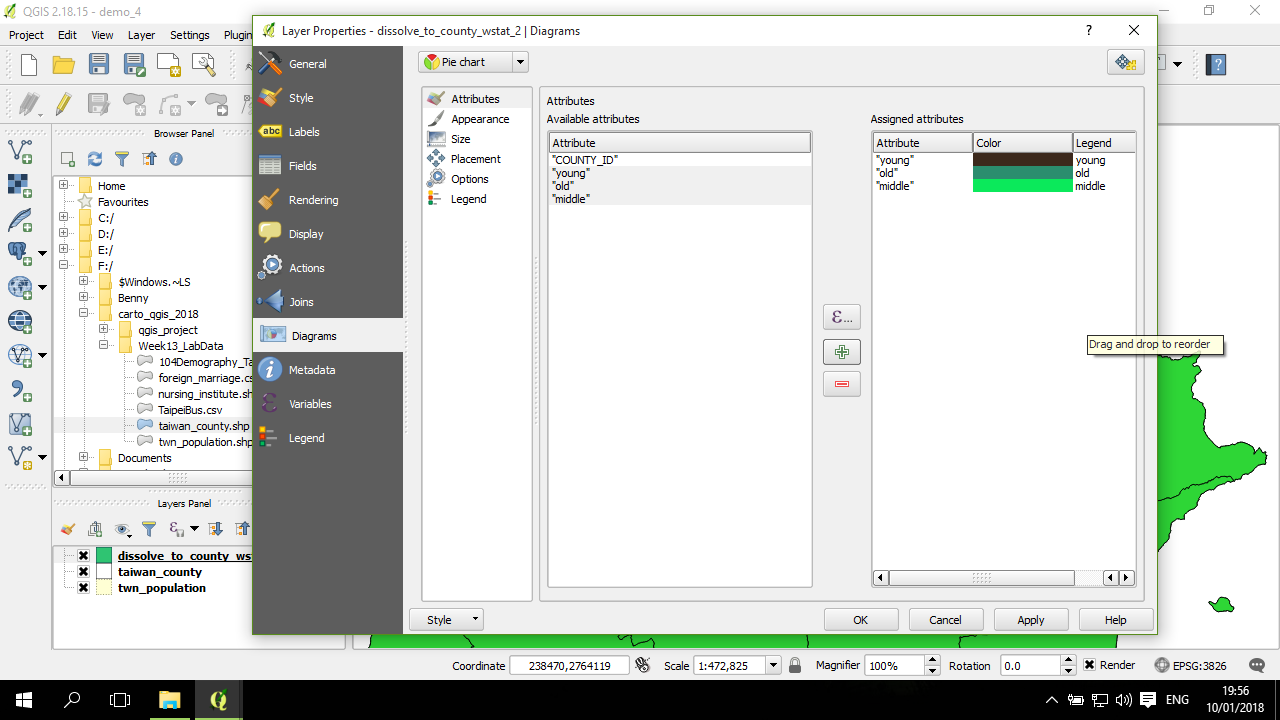 QGIS 2.18.15 - demo_4
Project Edit View Layer Settings Plugin
Layer Properties - dissolve_to_county_wstat_2 | Diagrams
?
General
Style
abc Labels
Fields
Rendering
Display
Actions
Joins
Diagrams
Metadata
Variables
Legend
Pie chart
Attributes
Appearance
Size
Placement
Options
Legend
Attributes
Available attributes
Attribute
"COUNTY_ID"
"young"
"old"
"middle"
ε...
Assigned attributes
Attribute Color Legend
"young" young
"old" old
"middle" middle
Drag and drop to reorder
Style
OK Cancel Apply Help
Browser Panel
Home
Favourites
C:/
D:/
E:/
F:/
$Windows.~LS
Benny
carto_qgis_2018
qgis_project
Week13_LabData
104Demography_Ta
foreign_marriage.cs
nursing_institute.sh
TaipeiBus.csv
taiwan_county.shp
twn_population.shp
Documents
Layers Panel
dissolve_to_county_ws
taiwan_county
twn_population
Coordinate 238470,2764119 Scale 1:472,825 Magnifier 100% Rotation 0.0 Render EPSG:3826
ENG
19:56
10/01/2018